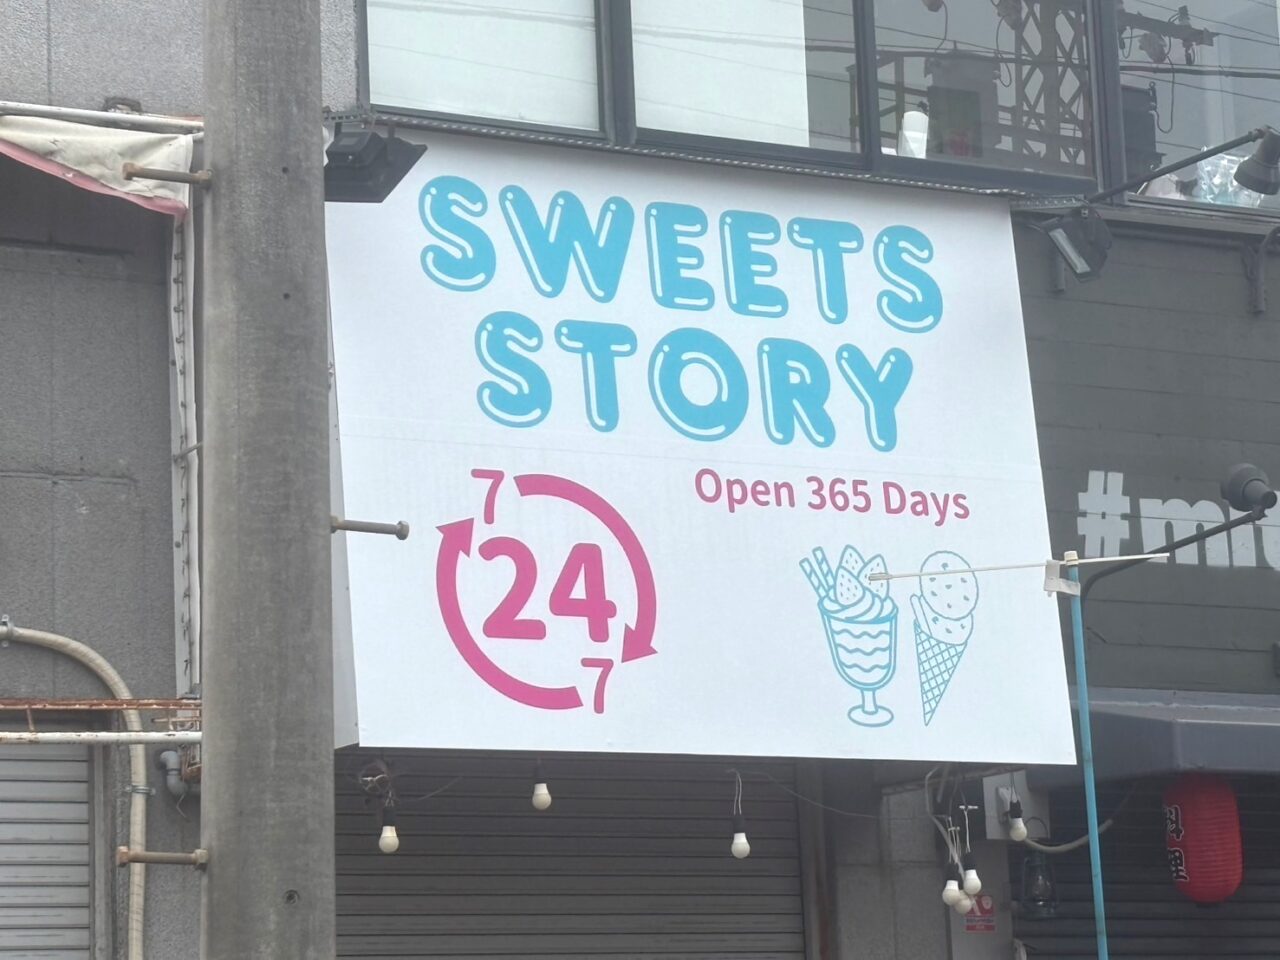 SWEETS
STORY
Open 365 Days
7
24
7